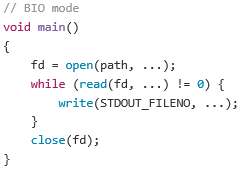 // BIO mode
void main()
{
    fd = open(path, ...);
    while (read(fd, ...) != 0) {
        write(STDOUT_FILENO, ...);
    }
    close(fd);
}